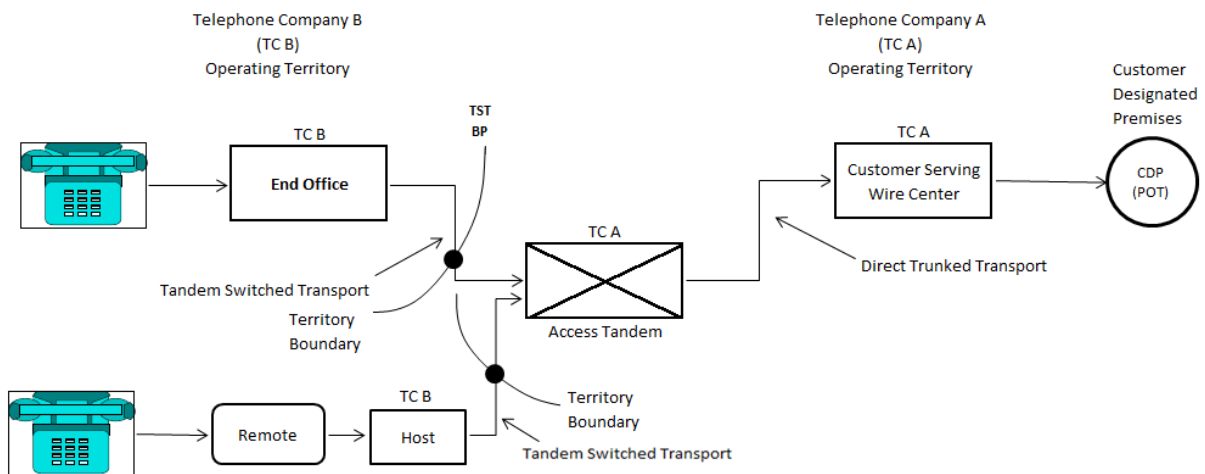 Telephone Company B
(TC B)
Operating Territory
Telephone Company A
(TC A)
Operating Territory
Customer
Designated
Premises
TST
BP
TC B
End Office
TC A
Customer Serving
Wire Center
CDP
(POT)
TC A
Access Tandem
Direct Trunked Transport
Tandem Switched Transport
Territory
Boundary
TC B
Remote
Host
Territory
Boundary
Tandem Switched Transport